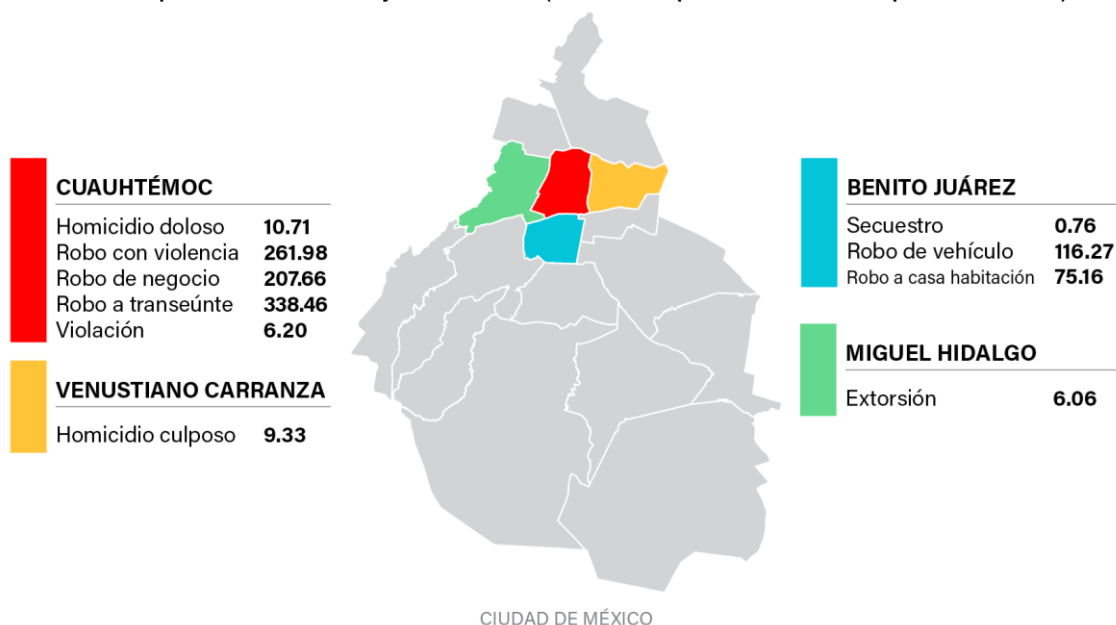 CUAUHTÉMOC
Homicidio doloso 10.71
Robo con violencia 261.98
Robo de negocio 207.66
Robo a transeúnte 338.46
Violación 6.20
VENUSTIANO CARRANZA
Homicidio culposo 9.33
BENITO JUÁREZ
Secuestro 0.76
Robo de vehículo 116.27
Robo a casa habitación 75.16
MIGUEL HIDALGO
Extorsión 6.06
CIUDAD DE MÉXICO